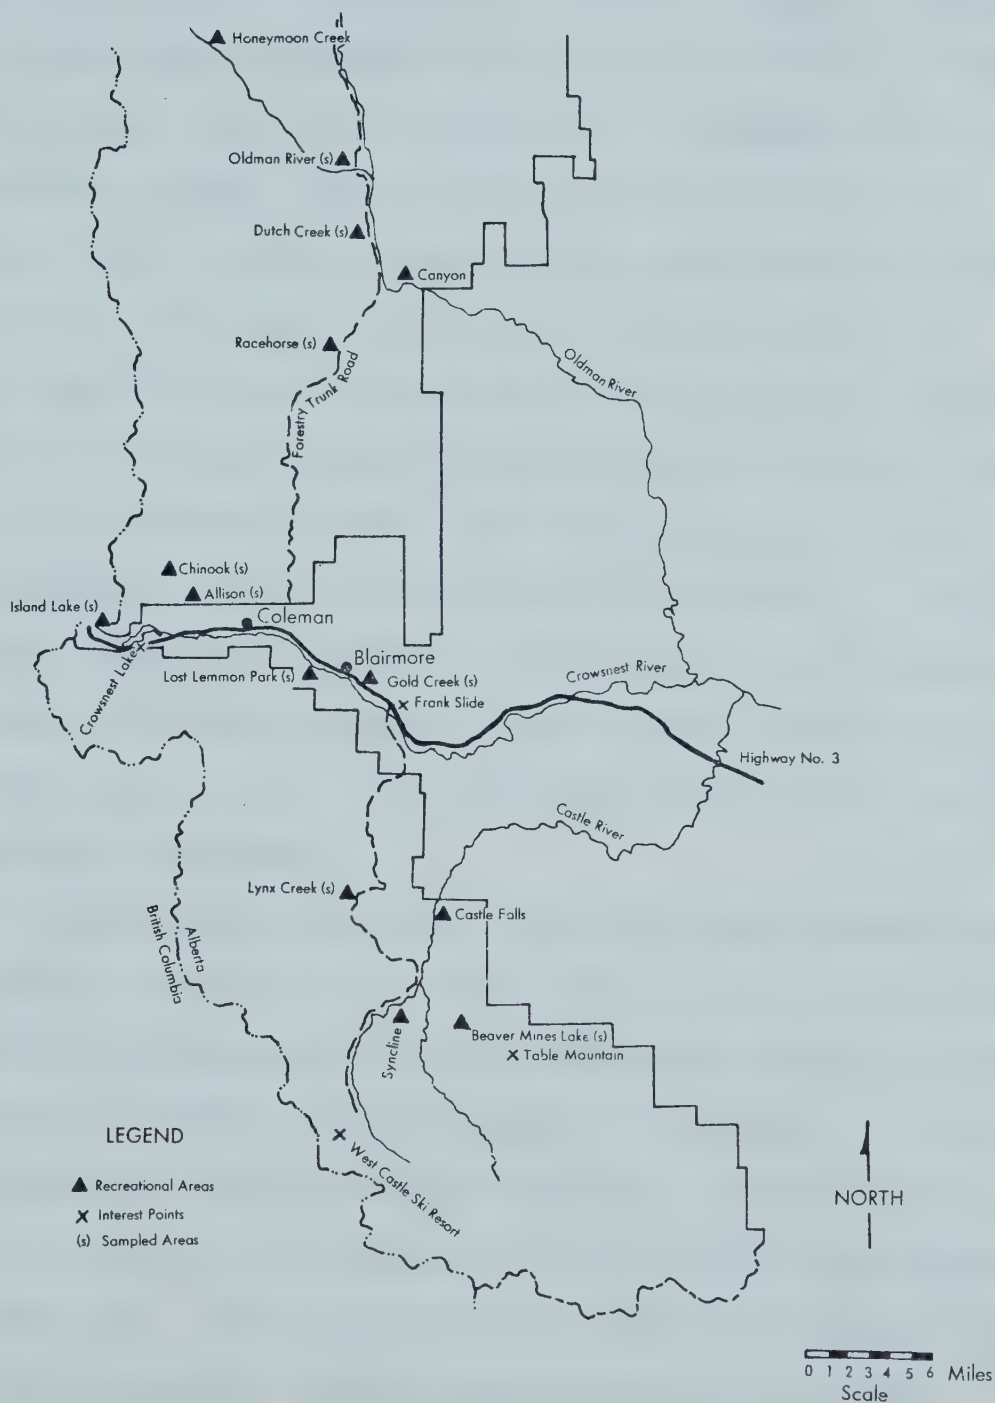 Honeymoon Creek
Oldman River (s)
Dutch Creek (s)
Canyon
Racehorse (s)
Forestry Trunk Road
Oldman River
Chinook (s)
Allison (s)
Island Lake (s)
Coleman
Crowsnest Lake
Blairmore
Lost Lemmon Park (s)
Gold Creek (s)
Frank Slide
Crowsnest River
Highway No. 3
Castle River
Lynx Creek (s)
Castle Falls
Alberta
British Columbia
Syncline
Beaver Mines Lake (s)
Table Mountain
West Castle Ski Resort
LEGEND
Recreational Areas
Interest Points
(s) Sampled Areas
NORTH
0 1 2 3 4 5 6 Miles
Scale